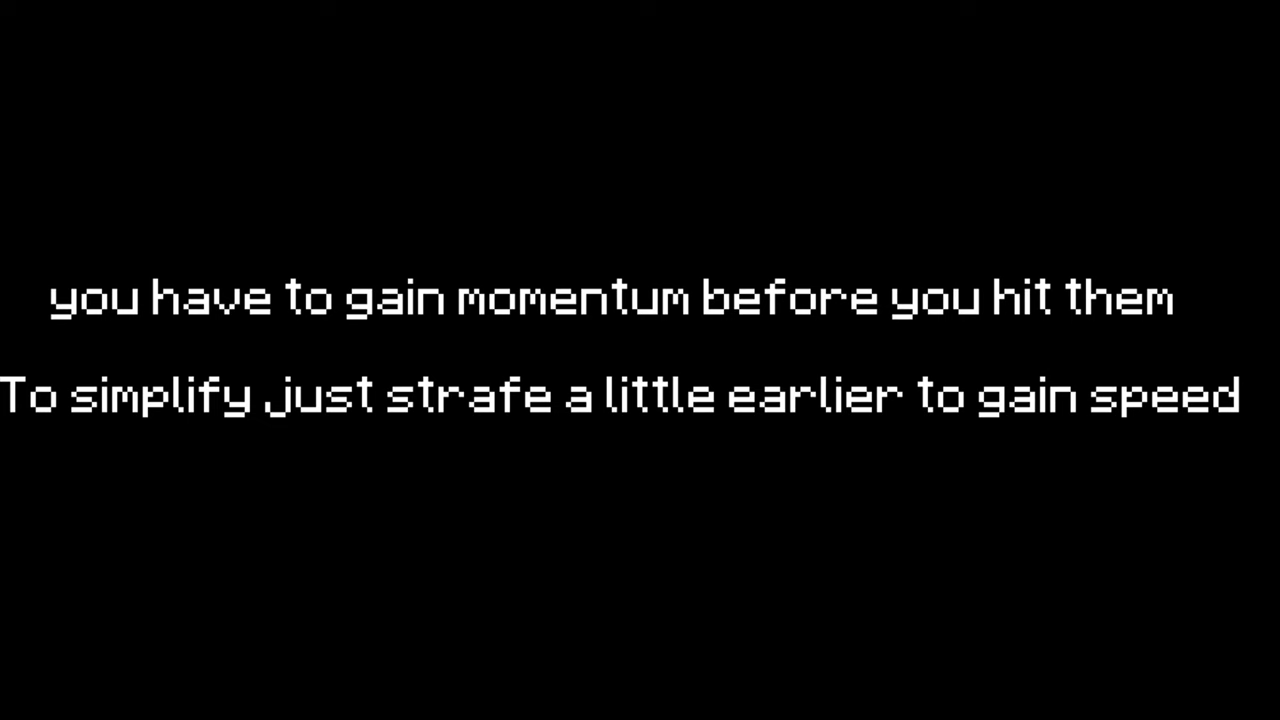 you have to gain momentum before you hit them
To simplify ,just strafe a little earlier to gain speed